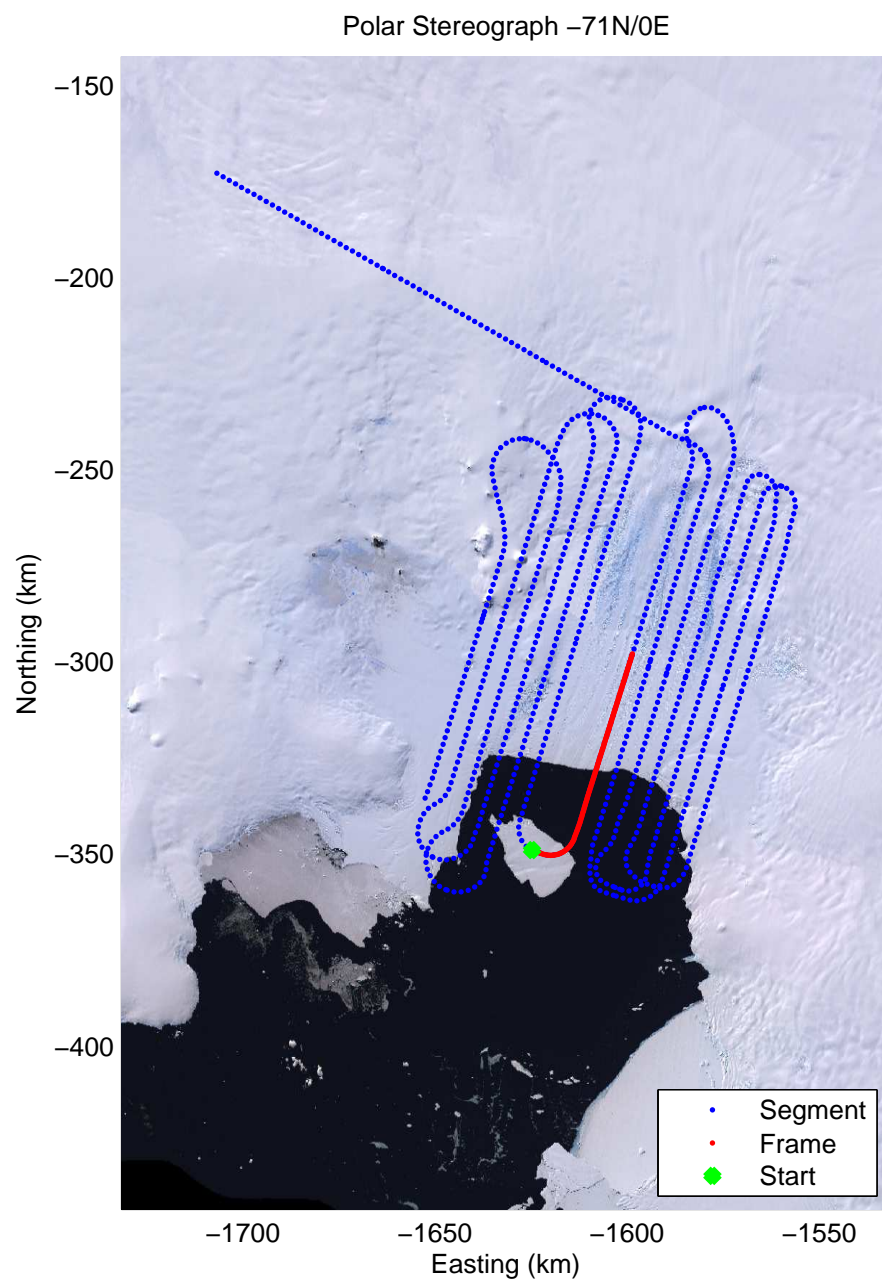 Polar Stereograph −71N/0E
−150
−200
−250
−300
−350
−400
Northing (km)
Segment
Frame
Start
−1700
−1650
−1600
−1550
Easting (km)